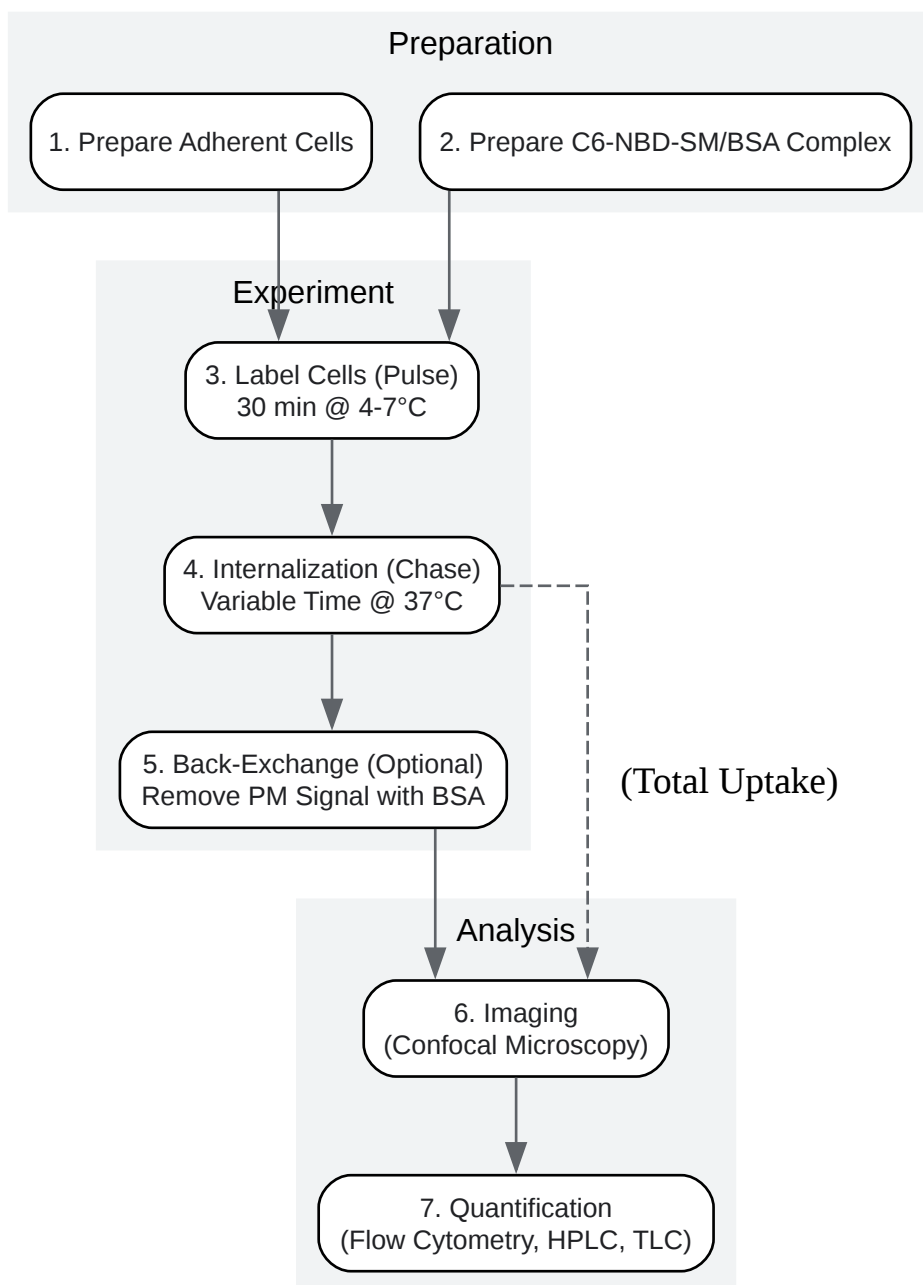 Preparation
1. Prepare Adherent Cells
2. Prepare C6-NBD-SM/BSA Complex
Experiment
3. Label Cells (Pulse)
30 min @ 4-7°C
4. Internalization (Chase)
Variable Time @ 37°C
5. Back-Exchange (Optional)
Remove PM Signal with BSA
(Total Uptake)
Analysis
6. Imaging
(Confocal Microscopy)
7. Quantification
(Flow Cytometry, HPLC, TLC)